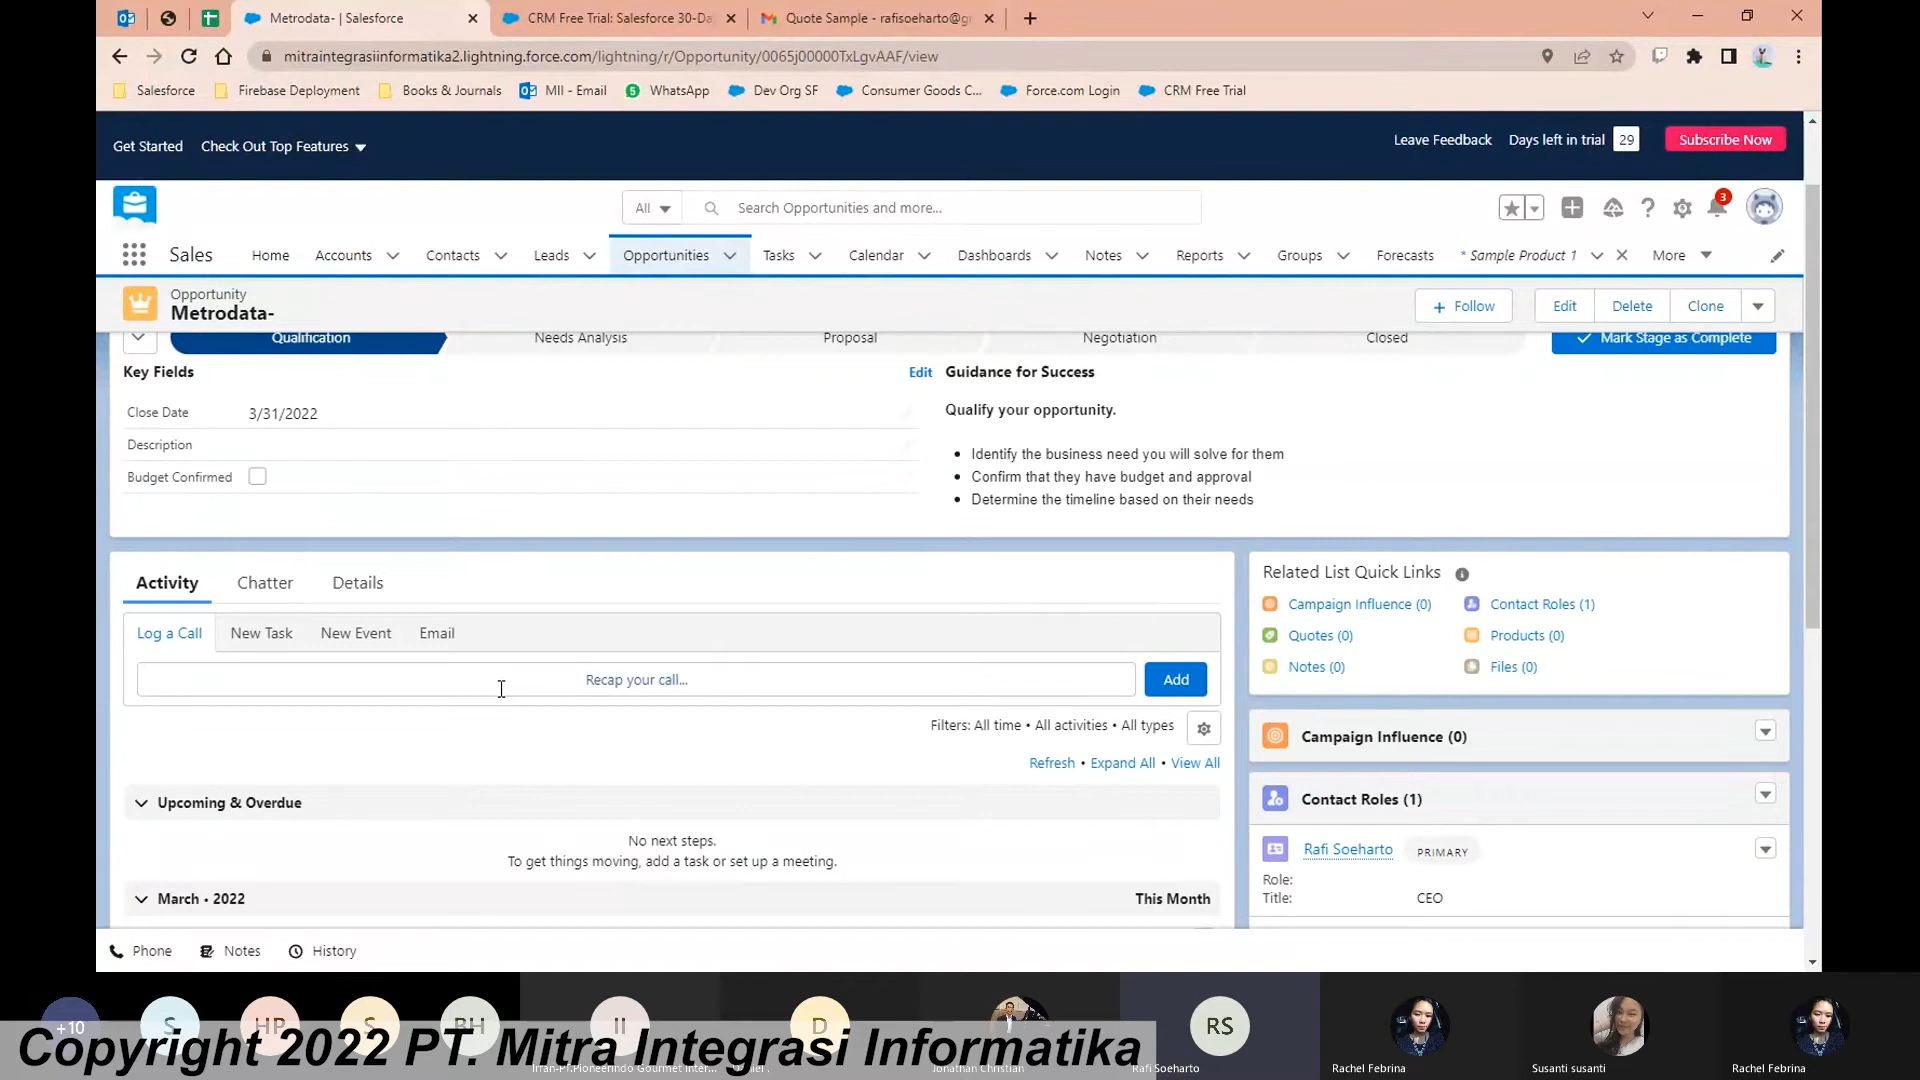 Metrodata- | Salesforce
CRM Free Trial: Salesforce 30-Da
Quote Sample - rafisoeharto@g
mitraintegrasiinformatika2.lightning.force.com/lightning/r/Opportunity/0065j00000TxLgvAAF/view
Salesforce
Firebase Deployment
Books & Journals
MII - Email
WhatsApp
Dev Org SF
Consumer Goods C...
Force.com Login
CRM Free Trial
Get Started
Check Out Top Features
Leave Feedback
Days left in trial 29
Subscribe Now
All
Search Opportunities and more...
3
Sales
Home
Accounts
Contacts
Leads
Opportunities
Tasks
Calendar
Dashboards
Notes
Reports
Groups
Forecasts
* Sample Product 1
More
Opportunity
Metrodata-
+ Follow
Edit
Delete
Clone
Qualification
Needs Analysis
Proposal
Negotiation
Closed
Mark Stage as Complete
Key Fields
Edit
Guidance for Success
Close Date 3/31/2022
Description
Budget Confirmed
Qualify your opportunity.
• Identify the business need you will solve for them
• Confirm that they have budget and approval
• Determine the timeline based on their needs
Activity
Chatter
Details
Log a Call
New Task
New Event
Email
Recap your call...
Add
Filters: All time • All activities • All types
Refresh • Expand All • View All
Upcoming & Overdue
No next steps.
To get things moving, add a task or set up a meeting.
March • 2022
This Month
Related List Quick Links
Campaign Influence (0)
Contact Roles (1)
Quotes (0)
Products (0)
Notes (0)
Files (0)
Campaign Influence (0)
Contact Roles (1)
Rafi Soeharto
PRIMARY
Role:
Title: CEO
Phone
Notes
History
+10
S
HP
S
BH
II
D
RS
Copyright 2022 PT. Mitra Integrasi Informatika
Jonathan Christian
Rafi Soeharto
Rachel Febrina
Susanti susanti
Rachel Febrina